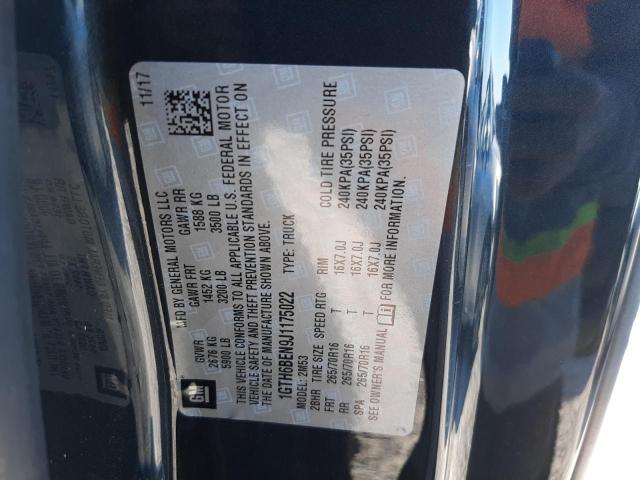 GM
MFD BY GENERAL MOTORS LLC
11/17
GVWR GAWR FRT GAWR RR
2676 KG 1452 KG 1588 KG
5900 LB 3200 LB 3500 LB
THIS VEHICLE CONFORMS TO ALL APPLICABLE U.S. FEDERAL MOTOR
VEHICLE SAFETY AND THEFT PREVENTION STANDARDS IN EFFECT ON
THE DATE OF MANUFACTURE SHOWN ABOVE.
1GTH6BEN9J1175022 TYPE: TRUCK
MODEL: 2M53
2BHR TIRE SIZE SPEED RTG RIM COLD TIRE PRESSURE
FRT 265/70R16 T 16X7.0J 240KPA(35PSI)
RR 265/70R16 T 16X7.0J 240KPA(35PSI)
SPA 265/70R16 T 16X7.0J 240KPA(35PSI)
SEE OWNER'S MANUAL FOR MORE INFORMATION.